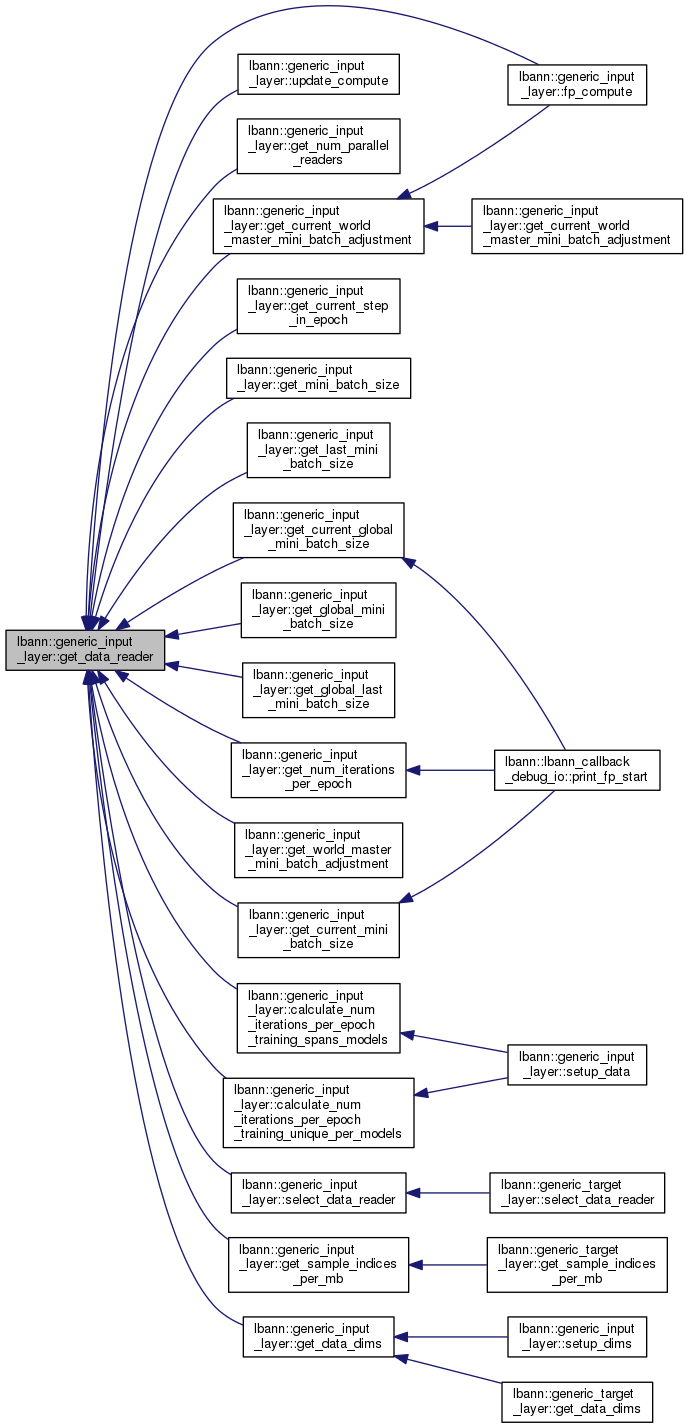 lbann::generic_input
_layer::update_compute
lbann::generic_input
_layer::fp_compute
lbann::generic_input
_layer::get_num_parallel
_readers
lbann::generic_input
_layer::get_current_world
_master_mini_batch_adjustment
lbann::generic_input
_layer::get_current_world
_master_mini_batch_adjustment
lbann::generic_input
_layer::get_current_step
_in_epoch
lbann::generic_input
_layer::get_mini_batch_size
lbann::generic_input
_layer::get_last_mini
_batch_size
lbann::generic_input
_layer::get_current_global
_mini_batch_size
lbann::generic_input
_layer::get_global_mini
_batch_size
lbann::generic_input
_layer::get_data_reader
lbann::generic_input
_layer::get_global_last
_mini_batch_size
lbann::generic_input
_layer::get_num_iterations
_per_epoch
lbann::lbann_callback
_debug_io::print_fp_start
lbann::generic_input
_layer::get_world_master
_mini_batch_adjustment
lbann::generic_input
_layer::get_current_mini
_batch_size
lbann::generic_input
_layer::calculate_num
_iterations_per_epoch
_training_spans_models
lbann::generic_input
_layer::setup_data
lbann::generic_input
_layer::calculate_num
_iterations_per_epoch
_training_unique_per_models
lbann::generic_input
_layer::select_data_reader
lbann::generic_target
_layer::select_data_reader
lbann::generic_input
_layer::get_sample_indices
_per_mb
lbann::generic_target
_layer::get_sample_indices
_per_mb
lbann::generic_input
_layer::get_data_dims
lbann::generic_input
_layer::setup_dims
lbann::generic_target
_layer::get_data_dims